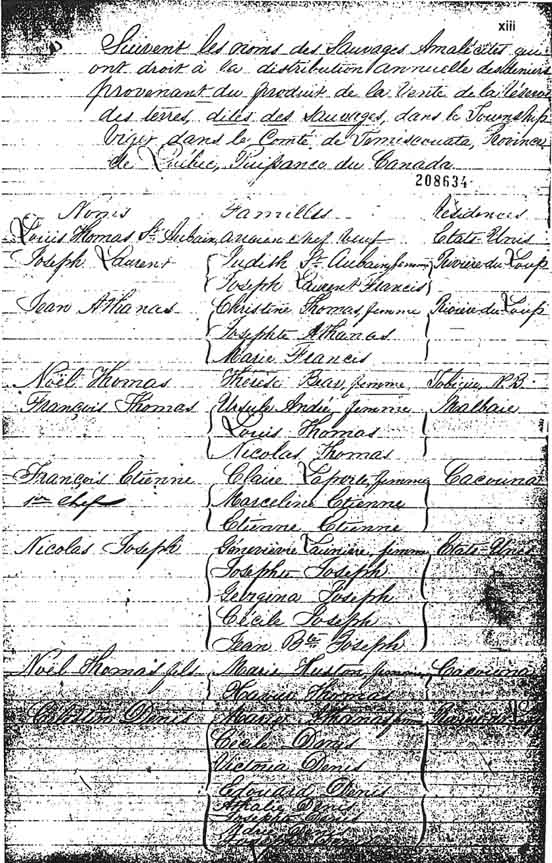 xiii
Suivent les noms des Sauvages Amalécites qui
ont droit à la distribution annuelle des deniers
provenant du produit de la Vente de la Réserve
des terres, dites des Sauvages, dans le Township
Viger, dans le Comté de Temiscouata, Province
de Québec, Puissance du Canada
208634
Noms Familles Résidences
Louis Thomas St Aubain, ancien chef veuf Etats-Unis
Joseph Laurent Judith St Aubain, femme Rivière du Loup
Joseph Laurent Francis
Jean Athanas Christine Thomas, femme Rivière du Loup
Josephte Athanas
Marie Francis
Noël Thomas Thérèse Bear, femme Tobique, N.B.
François Thomas Ursule André, femme Malbaie
Louis Thomas
Nicolas Thomas
François Etienne Claire Laporte, femme Cacouna
1er chef Marceline Etienne
Etienne Etienne
Nicolas Joseph Géneviève Launière, femme Etats-Unis
Joseph Joseph
Georgina Joseph
Cécile Joseph
Jean Bte Joseph
Noël Thomas fils Marie femme Cacouna
Xavier Thomas
Célestin Denis Marie Athanas, femme Rivière du Loup
Cécile Denis
Victoria Denis
Edouard Denis
Athalie Denis
Josephte Denis